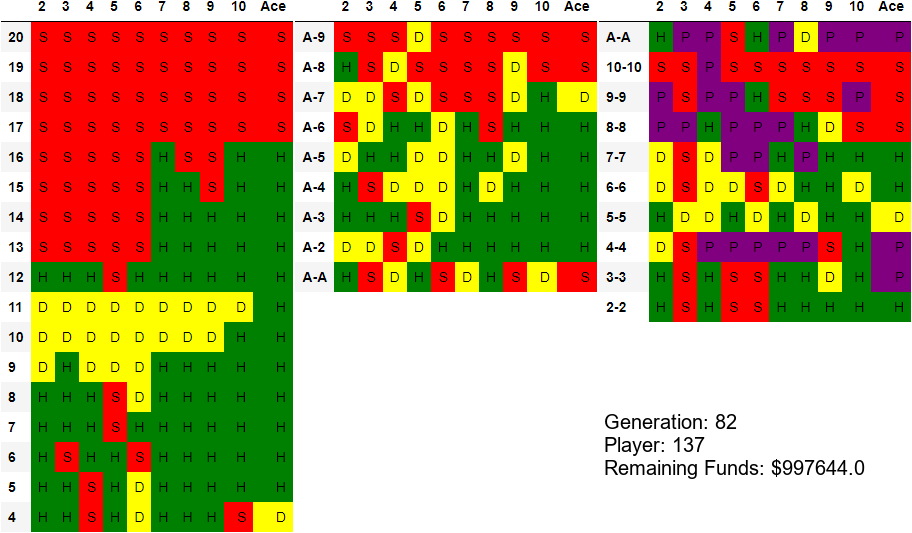 2 3 4 5 6 7 8 9 10 Ace
20 S S S S S S S S S S
19 S S S S S S S S S S
18 S S S S S S S S S S
17 S S S S S S S S S S
16 S S S S S H S S H H
15 S S S S S H H S H H
14 S S S S S H H H H H
13 S S S S S H H H H H
12 H H H S H H H H H H
11 D D D D D D D D D H
10 D D D D D D D D H H
9 D H D D D H H H H H
8 H H H S D H H H H H
7 H H H S H H H H H H
6 H S H H S H H H H H
5 H H S H D H H H H H
4 H H S H D H H H S D
2 3 4 5 6 7 8 9 10 Ace
A-9 S S S D S S S S S S
A-8 H S D S S S S D S S
A-7 D D S D S S S D H D
A-6 S D H H D H S H H H
A-5 D H H D D H H D H H
A-4 H S D D D H D H H H
A-3 H H H S D H H H H H
A-2 D D S D H H H H H H
A-A H S D H S D H S D S
2 3 4 5 6 7 8 9 10 Ace
A-A H P P S H P D P P P
10-10 S S P S S S S S S S
9-9 P S P P H S S S P S
8-8 P P H P P P H D S S
7-7 D S D P P H P H H H
6-6 D S D D S D H H D H
5-5 H D D H D H D H H D
4-4 D S P P P P P S H P
3-3 H S H S S H H D H P
2-2 H S H S S H H H H H
Generation: 82
Player: 137
Remaining Funds: $997644.0